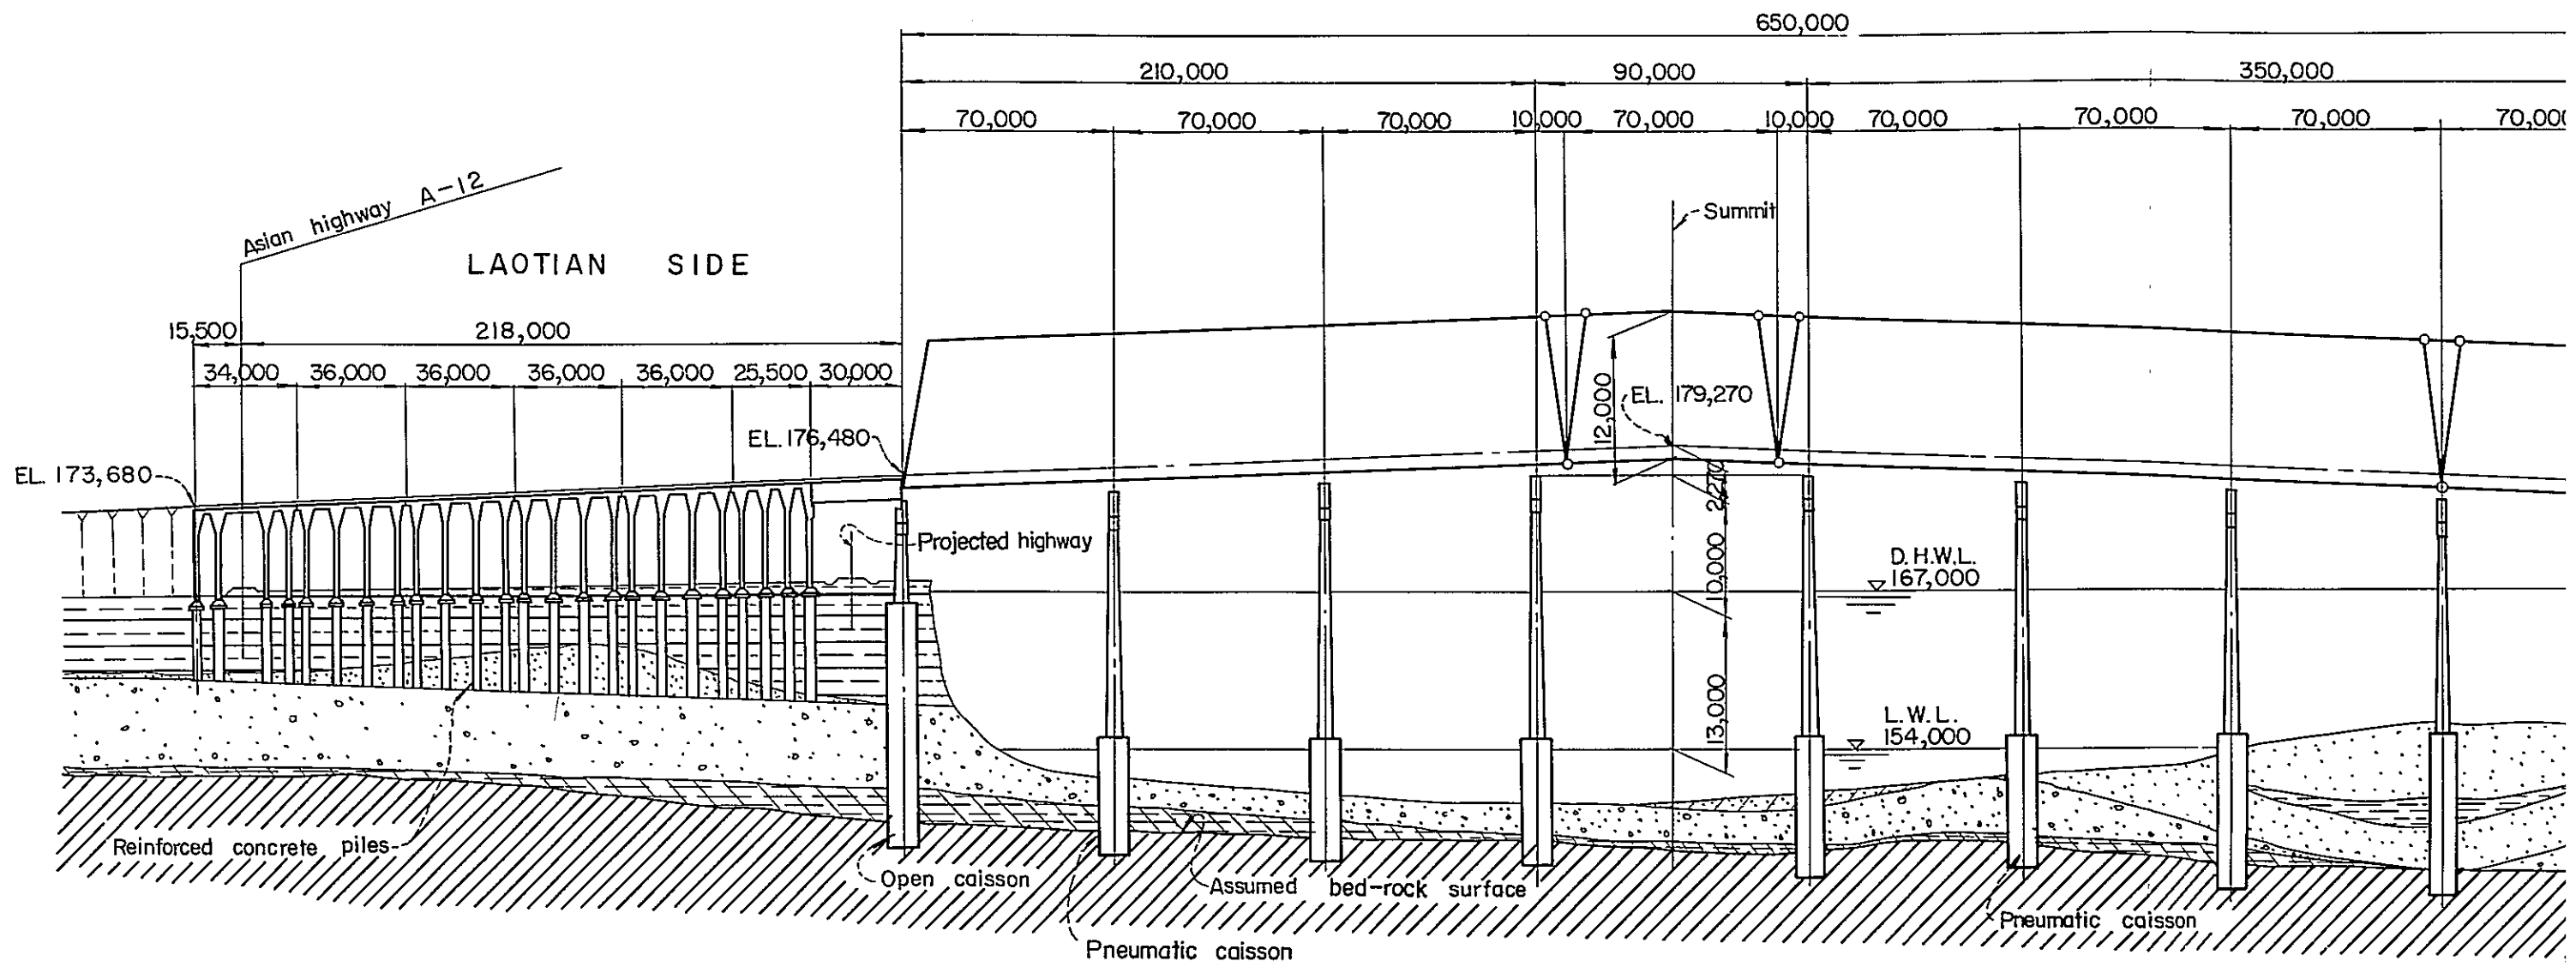 650,000
210,000 90,000 350,000
70,000 70,000 70,000 10,000 70,000 10,000 70,000 70,000 70,000
Asian highway A-12
Summit
LAOTIAN SIDE
15,500 218,000
34,000 36,000 36,000 36,000 36,000 25,500 30,000
12,000
EL. 179,270
EL. 176,480
EL. 173,680
Projected highway
10,000
D.H.W.L.
167,000
13,000
L.W.L.
154,000
Reinforced concrete piles
Open caisson
Assumed bed-rock surface
Pneumatic caisson
Pneumatic caisson